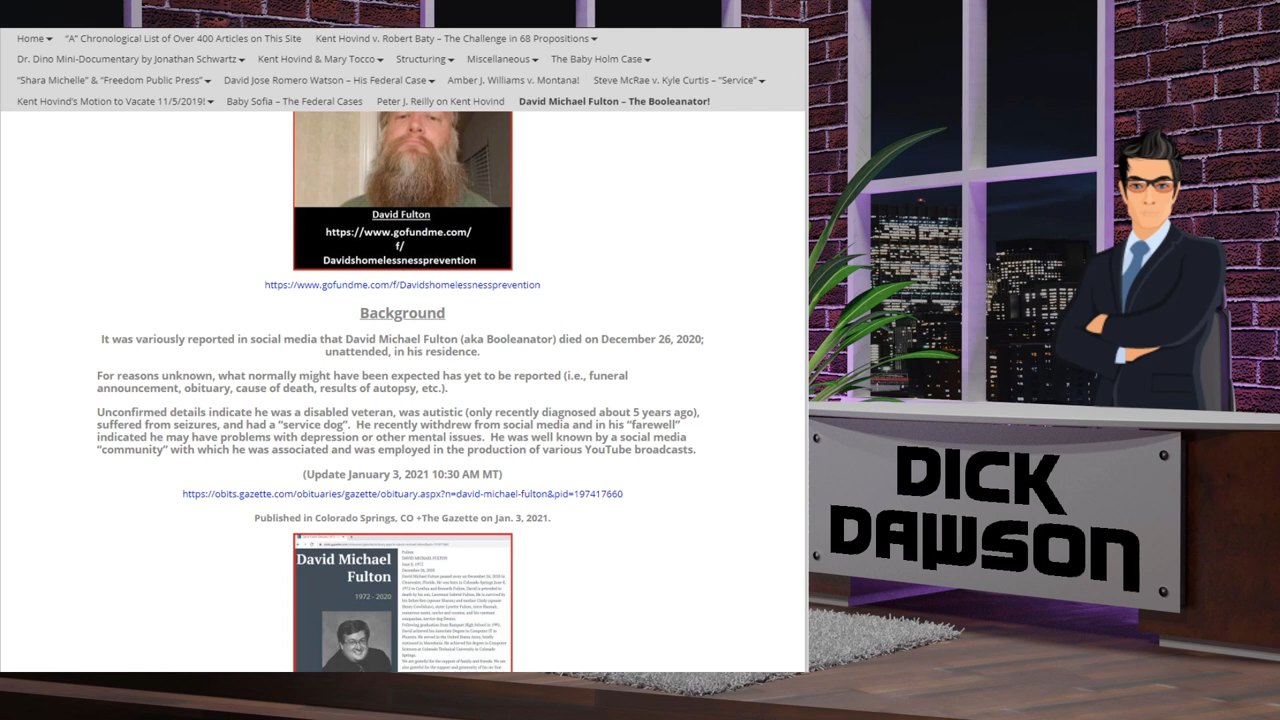 Home
“A” Chronological List of Over 400 Articles on This Site
Kent Hovind v. Robert Baty – The Challenge in 68 Propositions
Dr. Dino Mini-Documentary by Jonathan Schwartz
Kent Hovind & Mary Tocco
Structuring
Miscellaneous
The Baby Holm Case
“Shara Michelle” & “Freedom Public Press”
David Jose Romero Watson – His Federal Case
Amber J. Williams v. Montana!
Steve McRae v. Kyle Curtis – “Service”
Kent Hovind’s Motion to Vacate 11/5/2019!
Baby Sofia – The Federal Cases
Peter J. Reilly on Kent Hovind
David Michael Fulton – The Booleanator!
David Fulton
https://www.gofundme.com/
f/
Davidshomelessnessprevention
https://www.gofundme.com/f/Davidshomelessnessprevention
Background
It was variously reported in social media that David Michael Fulton (aka Booleanator) died on December 26, 2020;
unattended, in his residence.
For reasons unknown, what normally might have been expected has yet to be reported (i.e., funeral
announcement, obituary, cause of death, results of autopsy, etc.).
Unconfirmed details indicate he was a disabled veteran, was autistic (only recently diagnosed about 5 years ago),
suffered from seizures, and had a “service dog”.  He recently withdrew from social media and in his “farewell”
indicated he may have problems with depression or other mental issues.  He was well known by a social media
“community” with which he was associated and was employed in the production of various YouTube broadcasts.
(Update January 3, 2021 10:30 AM MT)
https://obits.gazette.com/obituaries/gazette/obituary.aspx?n=david-michael-fulton&pid=197417660
Published in Colorado Springs, CO +The Gazette on Jan. 3, 2021.
David Michael
Fulton
1972 - 2020
Fulton
DAVID MICHAEL FULTON
June 8, 1972
December 26, 2020
DICK
DAWSON